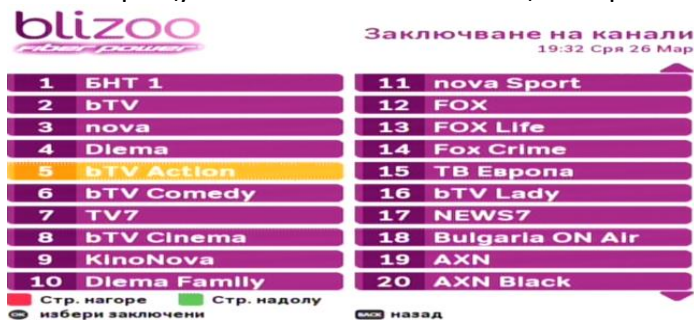 blizoo
fiber power
Заключване на канали
19:32 Сря 26 Мар
1 БНТ 1
2 bTV
3 nova
4 Diema
5 bTV Action
6 bTV Comedy
7 TV7
8 bTV Cinema
9 KinoNova
10 Diema Family
11 nova Sport
12 FOX
13 FOX Life
14 Fox Crime
15 ТВ Европа
16 bTV Lady
17 NEWS7
18 Bulgaria ON Air
19 AXN
20 AXN Black
Стр. нагоре Стр. надолу
OK избери заключени BACK назад